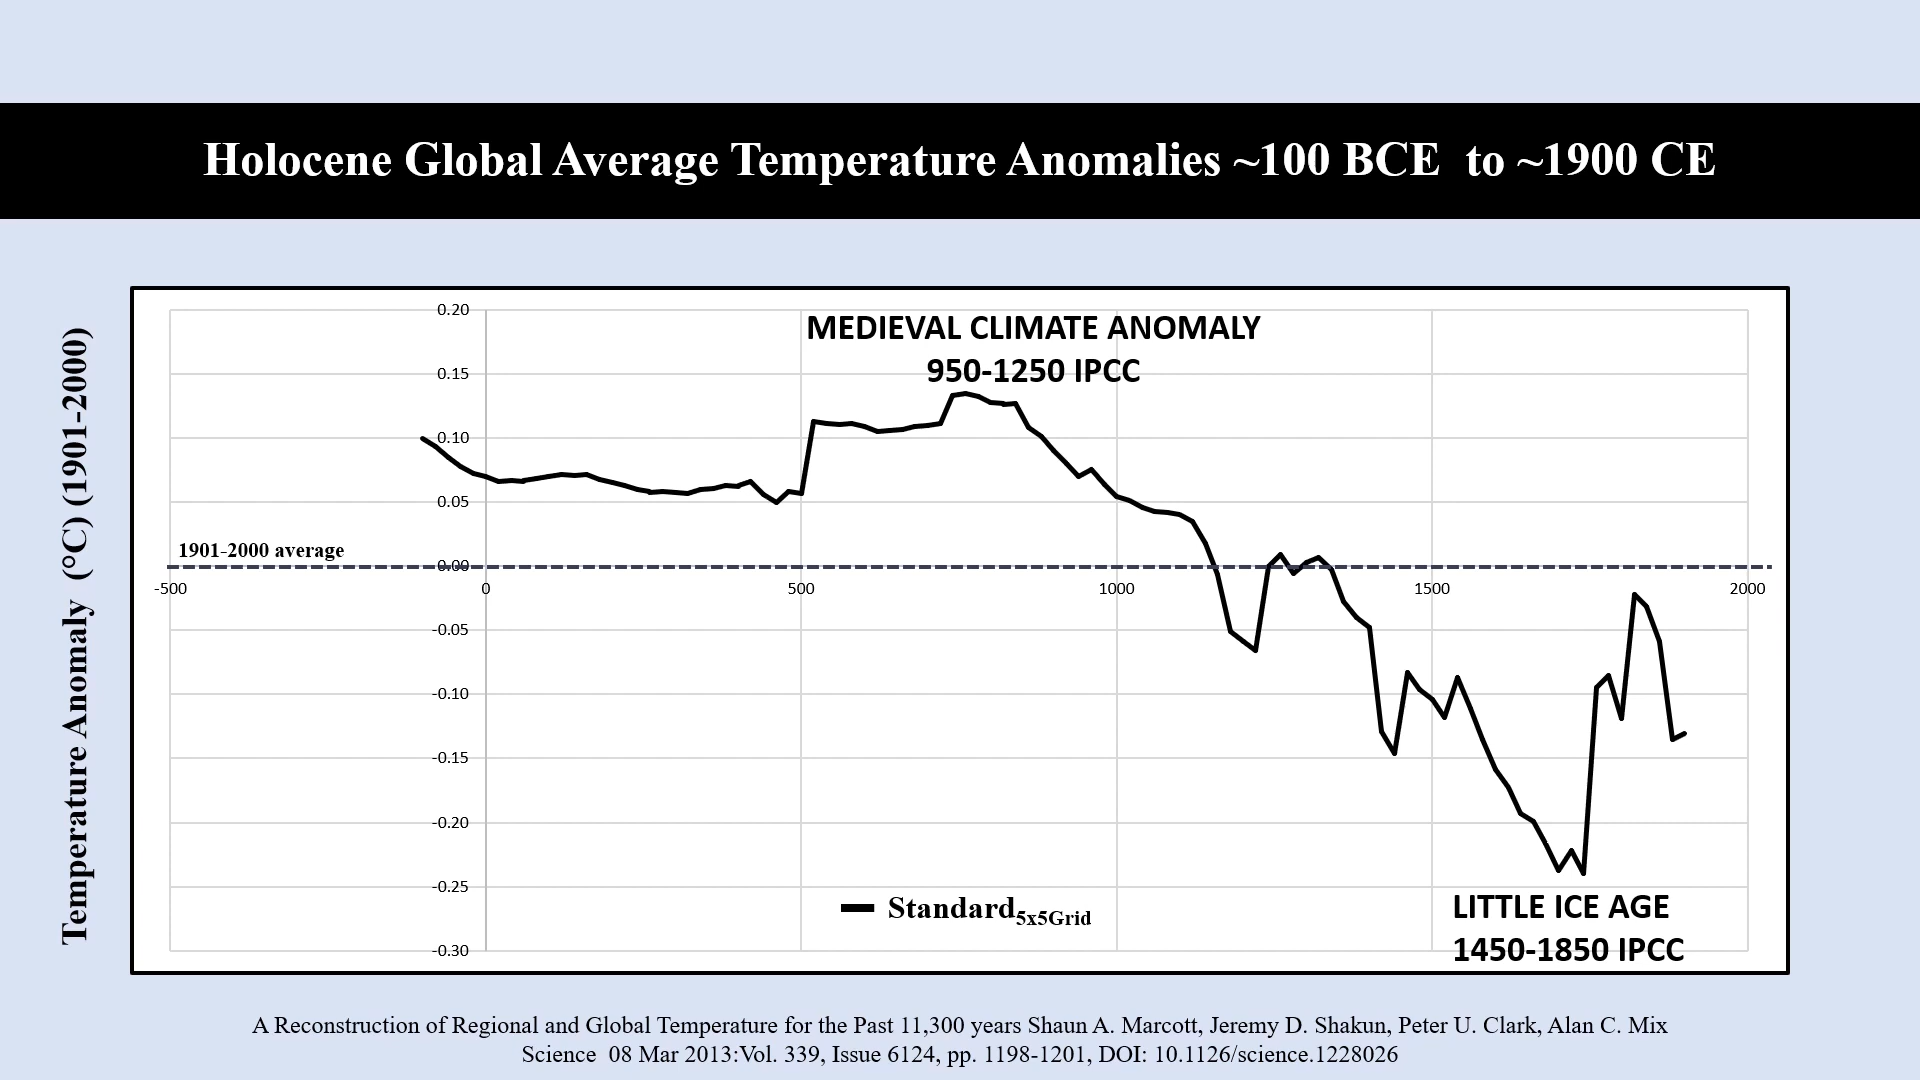 Holocene Global Average Temperature Anomalies ~100 BCE  to ~1900 CE
Temperature Anomaly  (°C) (1901-2000)
MEDIEVAL CLIMATE ANOMALY
950-1250 IPCC
0.20
0.15
0.10
0.05
1901-2000 average
0.00
-500
0
500
1000
1500
2000
-0.05
-0.10
-0.15
-0.20
-0.25
-0.30
Standard5x5Grid
LITTLE ICE AGE
1450-1850 IPCC
A Reconstruction of Regional and Global Temperature for the Past 11,300 years Shaun A. Marcott, Jeremy D. Shakun, Peter U. Clark, Alan C. Mix
Science  08 Mar 2013:Vol. 339, Issue 6124, pp. 1198-1201, DOI: 10.1126/science.1228026